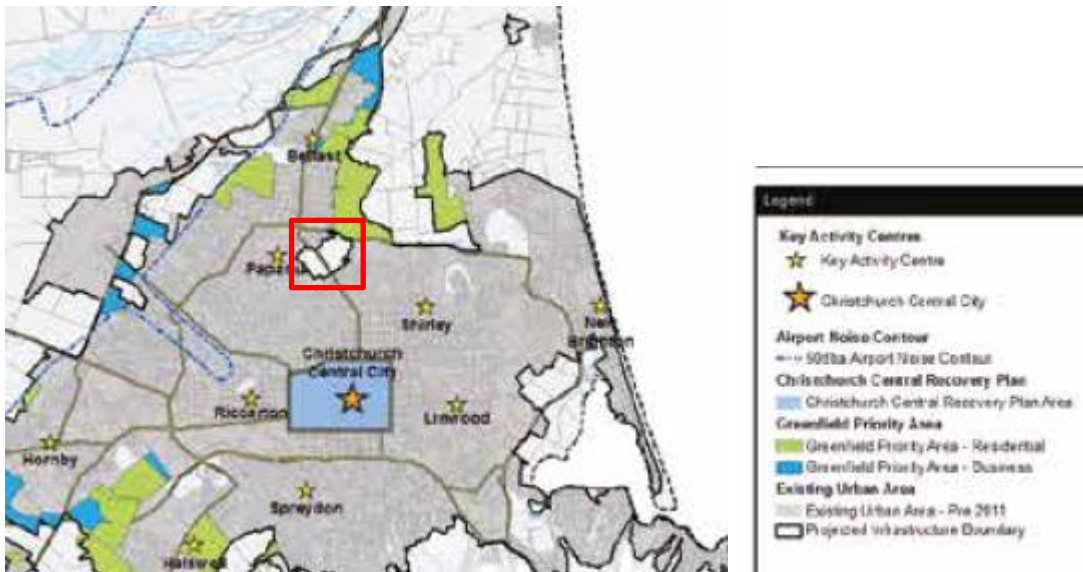 Belfast
Papanui
Shirley
New
Brighton
Christchurch
Central City
Riccarton
Linwood
Hornby
Spreydon
Halswell
Legend
Key Activity Centres
Key Activity Centre
Christchurch Central City
Airport Noise Contour
50dba Airport Noise Contour
Christchurch Central Recovery Plan
Christchurch Central Recovery Plan Area
Greenfield Priority Area
Greenfield Priority Area - Residential
Greenfield Priority Area - Business
Existing Urban Area
Existing Urban Area - Pre 2011
Projected Infrastructure Boundary